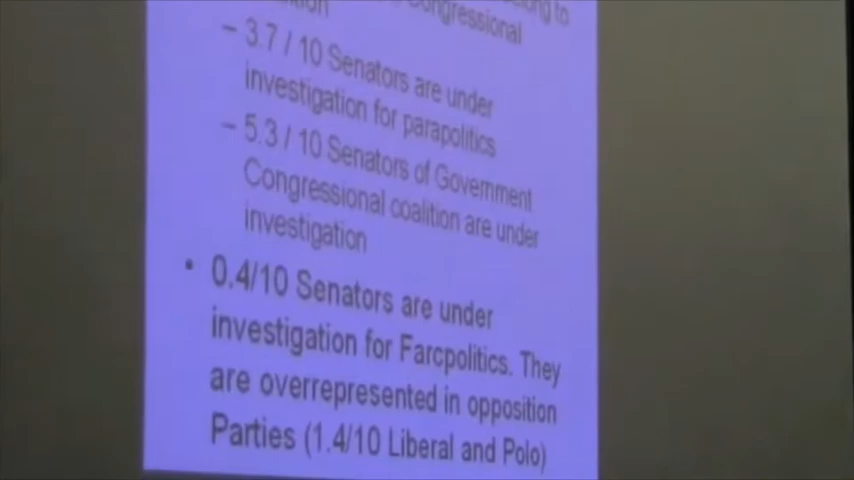 to
Congressional
– 3.7 / 10 Senators are under
investigation for parapolitics
– 5.3 / 10 Senators of Government
Congressional coalition are under
investigation
• 0.4/10 Senators are under
investigation for Farcpolitics. They
are overrepresented in opposition
Parties (1.4/10 Liberal and Polo)